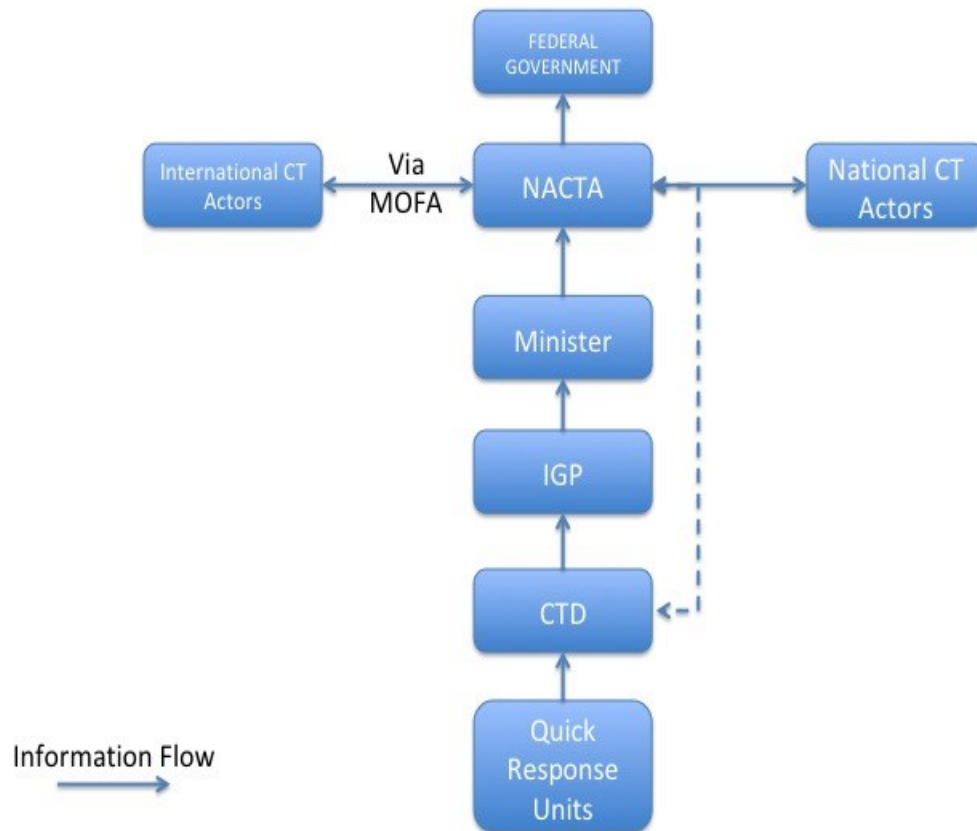 FEDERAL
GOVERNMENT
International CT
Actors
Via
MOFA
NACTA
National CT
Actors
Minister
IGP
CTD
Quick
Response
Units
Information Flow